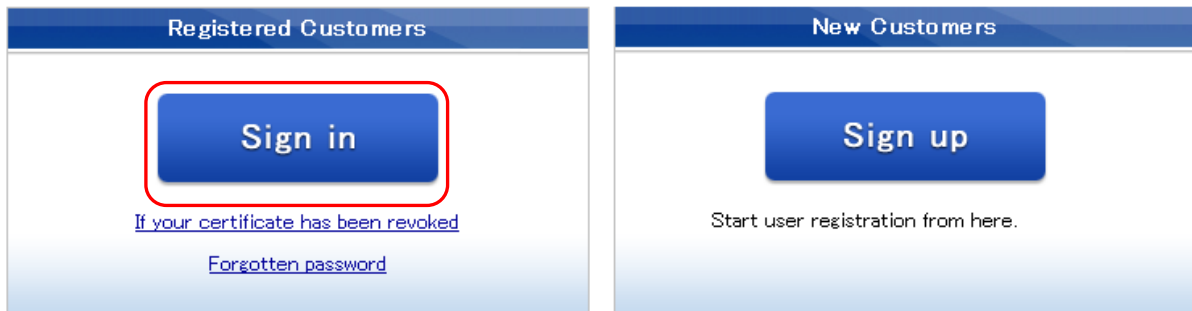 Registered Customers
Sign in
If your certificate has been revoked
Forgotten password
New Customers
Sign up
Start user registration from here.